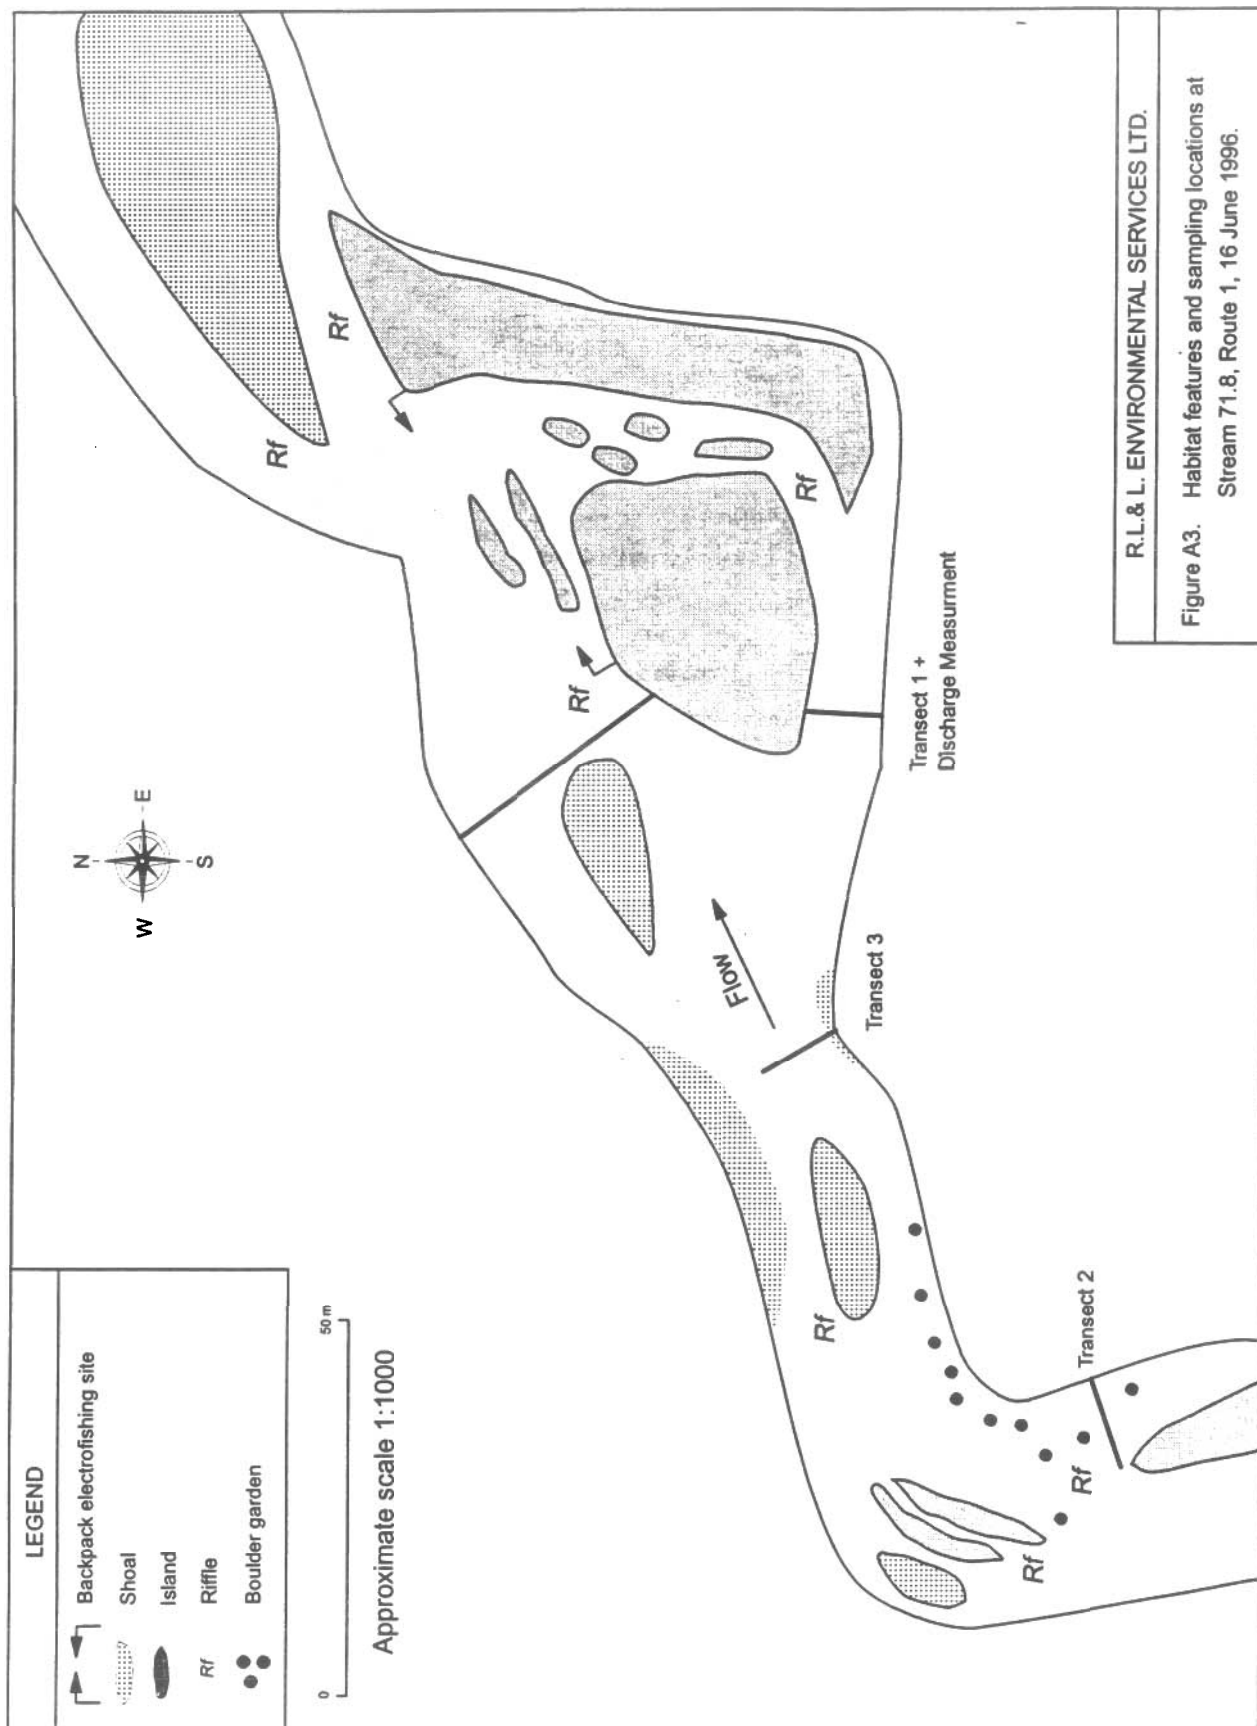 LEGEND
Backpack electrofishing site
Shoal
Island
Rf
Riffle
Boulder garden
0
50 m
Approximate scale 1:1000
N
W
E
S
Rf
Rf
Rf
Rf
Rf
Rf
Rf
Flow
Transect 1 +
Discharge Measurment
Transect 3
Transect 2
R.L.& L. ENVIRONMENTAL SERVICES LTD.
Figure A3. Habitat features and sampling locations at
Stream 71.8, Route 1, 16 June 1996.